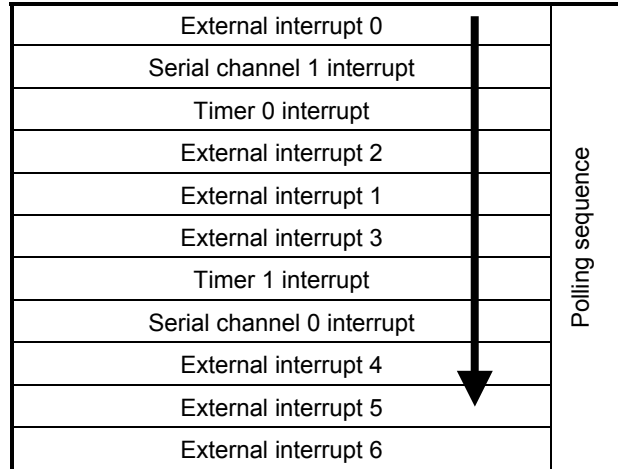 External interrupt 0
Serial channel 1 interrupt
Timer 0 interrupt
External interrupt 2
External interrupt 1
External interrupt 3
Timer 1 interrupt
Serial channel 0 interrupt
External interrupt 4
External interrupt 5
External interrupt 6
Polling sequence